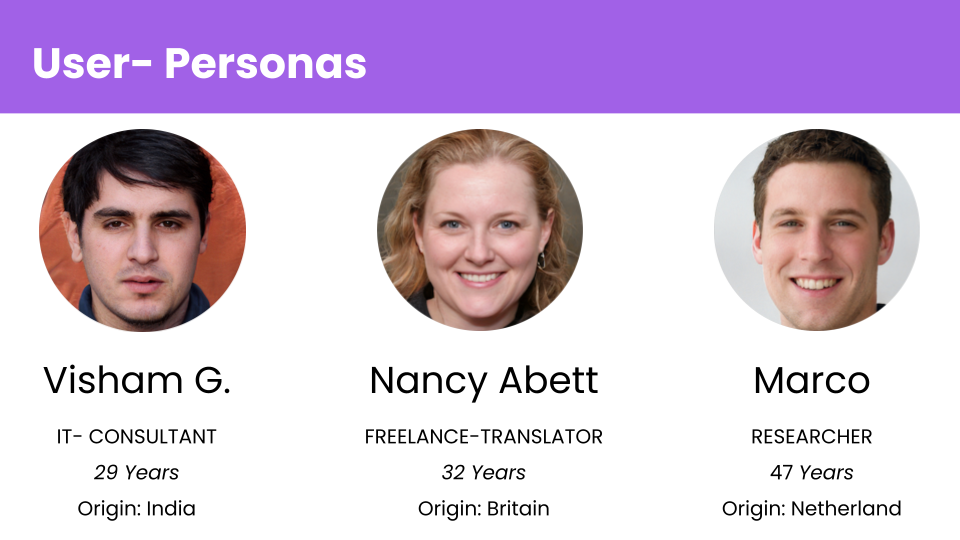 User- Personas
Visham G.
IT- CONSULTANT
29 Years
Origin: India
Nancy Abett
FREELANCE-TRANSLATOR
32 Years
Origin: Britain
Marco
RESEARCHER
47 Years
Origin: Netherland